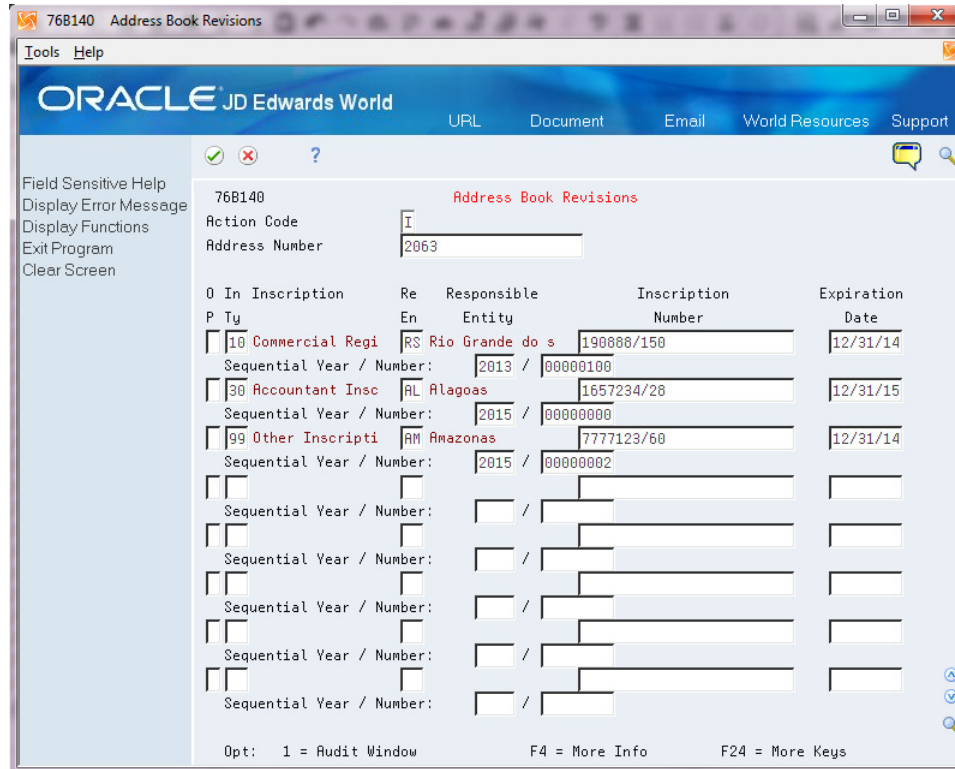 76B140 Address Book Revisions
Tools Help
ORACLE JD Edwards World
URL Document Email World Resources Support
?
Field Sensitive Help
Display Error Message
Display Functions
Exit Program
Clear Screen
76B140 Address Book Revisions
Action Code I
Address Number 2063
O In Inscription Re Responsible Inscription Expiration
P Ty En Entity Number Date
10 Commercial Regi RS Rio Grande do s 190888/150 12/31/14
Sequential Year / Number: 2013 / 00000100
30 Accountant Insc AL Alagoas 1657234/28 12/31/15
Sequential Year / Number: 2015 / 00000000
99 Other Inscripti AM Amazonas 7777123/60 12/31/14
Sequential Year / Number: 2015 / 00000002
Sequential Year / Number: /
Sequential Year / Number: /
Sequential Year / Number: /
Sequential Year / Number: /
Sequential Year / Number: /
Opt: 1 = Audit Window F4 = More Info F24 = More Keys